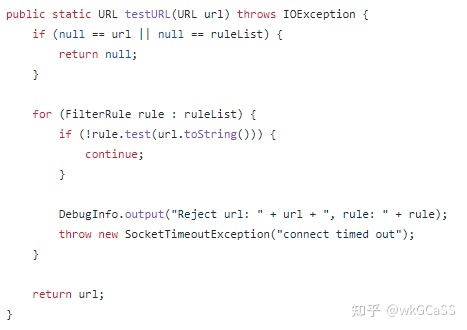 public static URL testURL(URL url) throws IOException {
    if (null == url || null == ruleList) {
        return null;
    }

    for (FilterRule rule : ruleList) {
        if (!rule.test(url.toString())) {
            continue;
        }

        DebugInfo.output("Reject url: " + url + ", rule: " + rule);
        throw new SocketTimeoutException("connect timed out");
    }

    return url;
}
知乎 @wkGCaSS